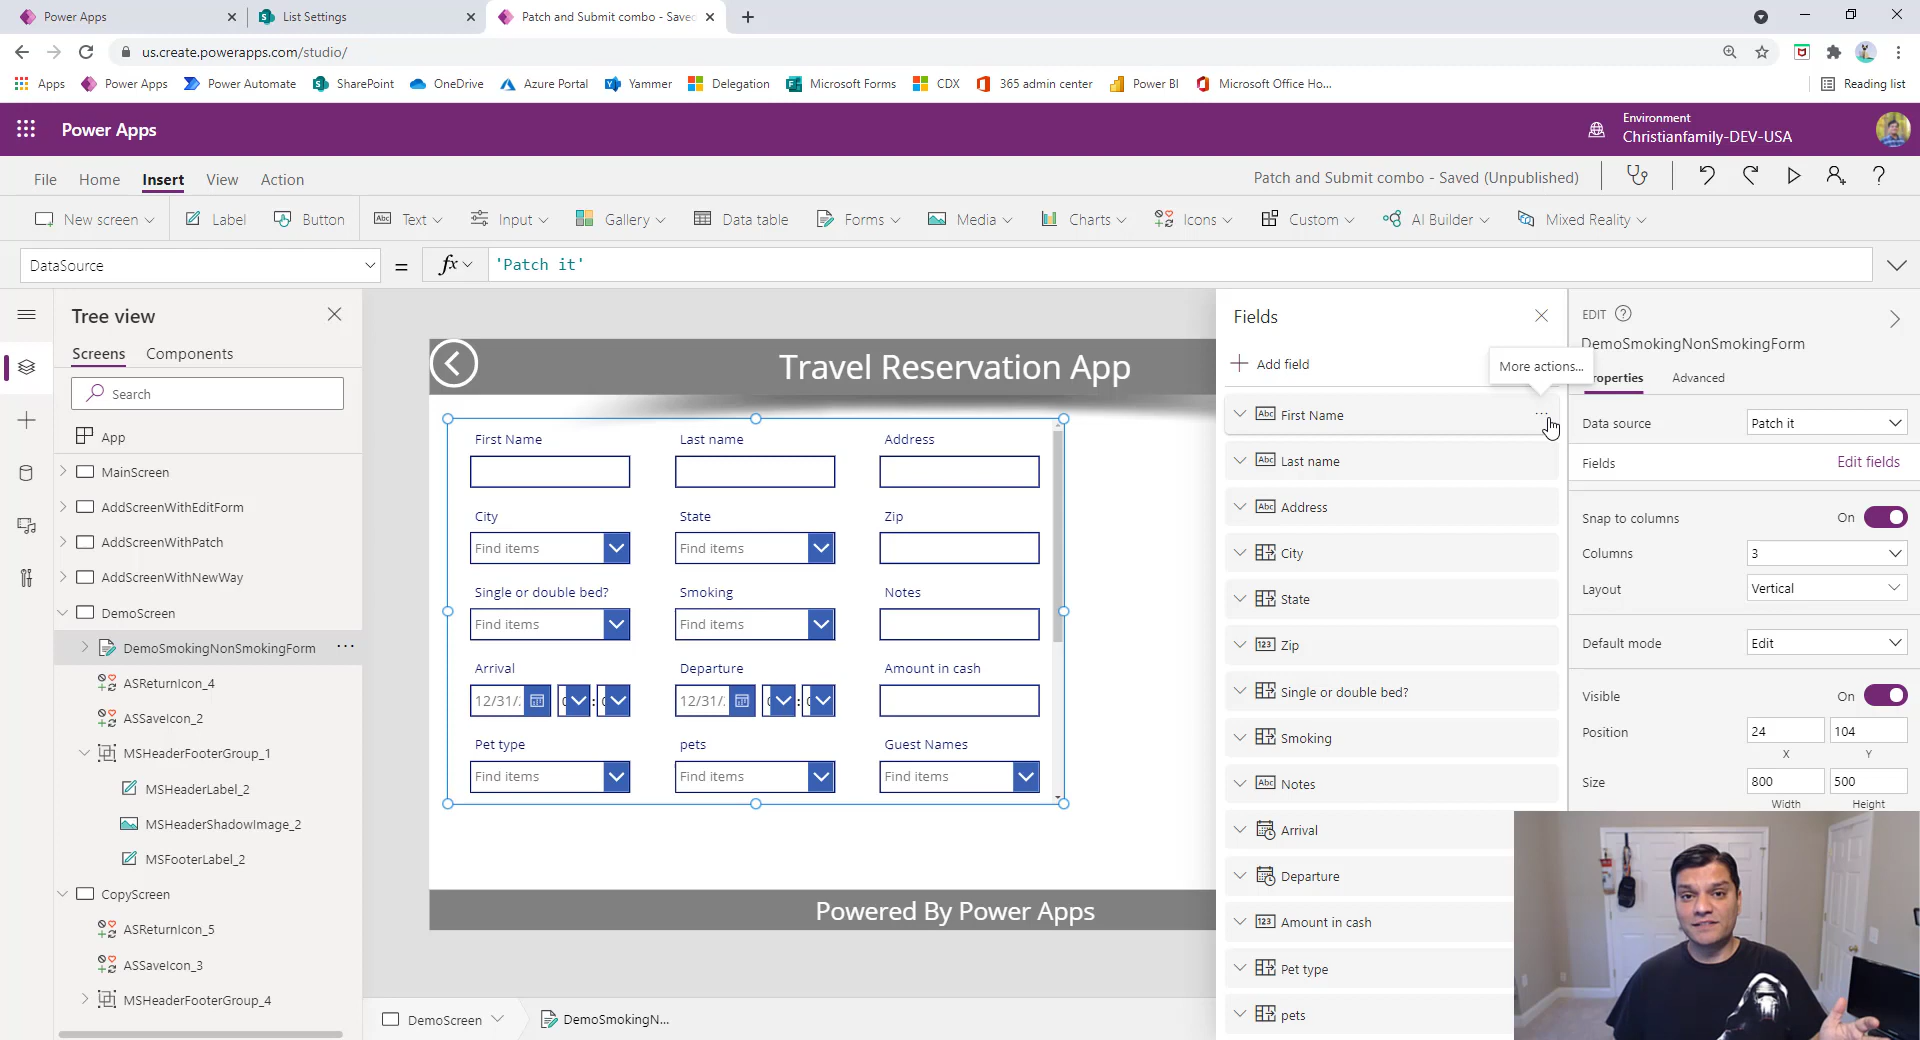 Power Apps
List Settings
Patch and Submit combo - Saved
us.create.powerapps.com/studio/
Apps
Power Apps
Power Automate
SharePoint
OneDrive
Azure Portal
Yammer
Delegation
Microsoft Forms
CDX
365 admin center
Power BI
Microsoft Office Ho...
Reading list
Power Apps
Environment
Christianfamily-DEV-USA
File
Home
Insert
View
Action
Patch and Submit combo - Saved (Unpublished)
New screen
Label
Button
Text
Input
Gallery
Data table
Forms
Media
Charts
Icons
Custom
AI Builder
Mixed Reality
DataSource
=
fx
'Patch it'
Tree view
Screens
Components
Search
App
MainScreen
AddScreenWithEditForm
AddScreenWithPatch
AddScreenWithNewWay
DemoScreen
DemoSmokingNonSmokingForm
ASReturnIcon_4
ASSaveIcon_2
MSHeaderFooterGroup_1
MSHeaderLabel_2
MSHeaderShadowImage_2
MSFooterLabel_2
CopyScreen
ASReturnIcon_5
ASSaveIcon_3
MSHeaderFooterGroup_4
Travel Reservation App
First Name
Last name
Address
City
State
Zip
Find items
Find items
Single or double bed?
Smoking
Notes
Find items
Find items
Arrival
Departure
Amount in cash
12/31/
:
12/31/
:
Pet type
pets
Guest Names
Find items
Find items
Find items
Powered By Power Apps
DemoScreen
DemoSmokingN...
Fields
Add field
More actions...
First Name
Last name
Address
City
State
Zip
Single or double bed?
Smoking
Notes
Arrival
Departure
Amount in cash
Pet type
pets
EDIT
DemoSmokingNonSmokingForm
roperties
Advanced
Data source
Patch it
Fields
Edit fields
Snap to columns
On
Columns
3
Layout
Vertical
Default mode
Edit
Visible
On
Position
24
104
X
Y
Size
800
500
Width
Height